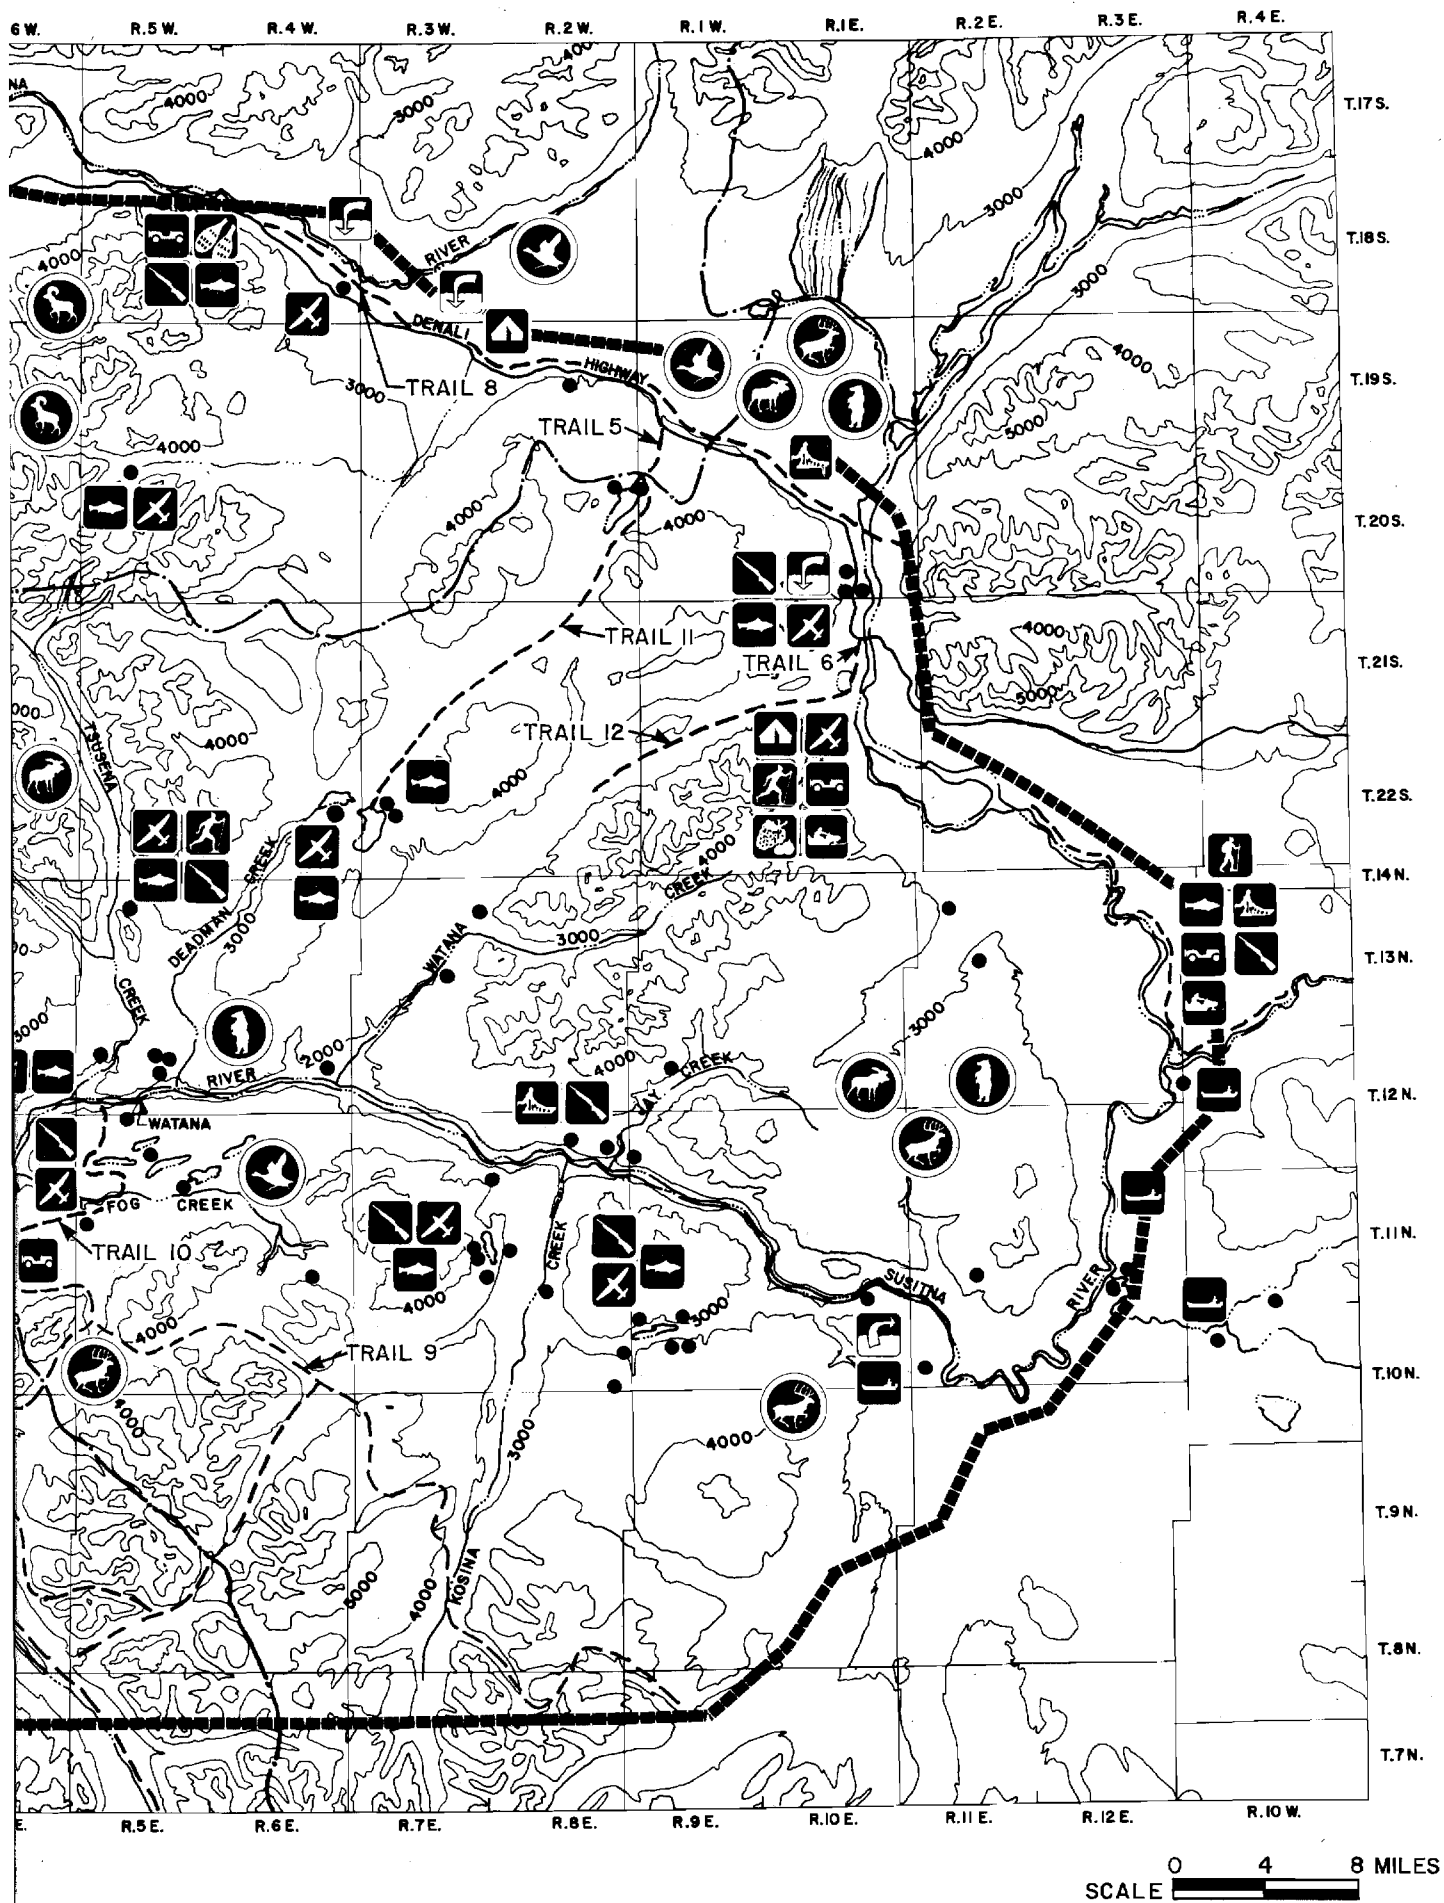 6 W. R.5 W. R.4 W. R.3 W. R.2 W. R.1 W. R.1 E. R.2 E. R.3 E. R.4 E.
NA
4000
3000
4000
T.17 S.
4000
3000
RIVER
T.18 S.
4000
3000
DENALI
HIGHWAY
4000
3000
TRAIL 8
T.19 S.
5000
TRAIL 5
4000
4000
4000
T.20 S.
TRAIL 11
4000
TRAIL 6
T.21 S.
5000
000
TSUSENA
4000
TRAIL 12
4000
T.22 S.
CREEK
4000
CREEK
T.14 N.
DEADMAN
3000
WATANA
3000
T.13 N.
CREEK
3000
3000
2000
4000
CREEK
RIVER
JAY
T.12 N.
WATANA
FOG CREEK
TRAIL 10
CREEK
T.11 N.
SUSITNA
RIVER
4000
3000
4000
TRAIL 9
T.10 N.
4000
3000
4000
T.9 N.
KOSINA
5000
4000
T.8 N.
T.7 N.
E. R.5 E. R.6 E. R.7 E. R.8 E. R.9 E. R.10 E. R.11 E. R.12 E. R.10 W.
0 4 8 MILES
SCALE